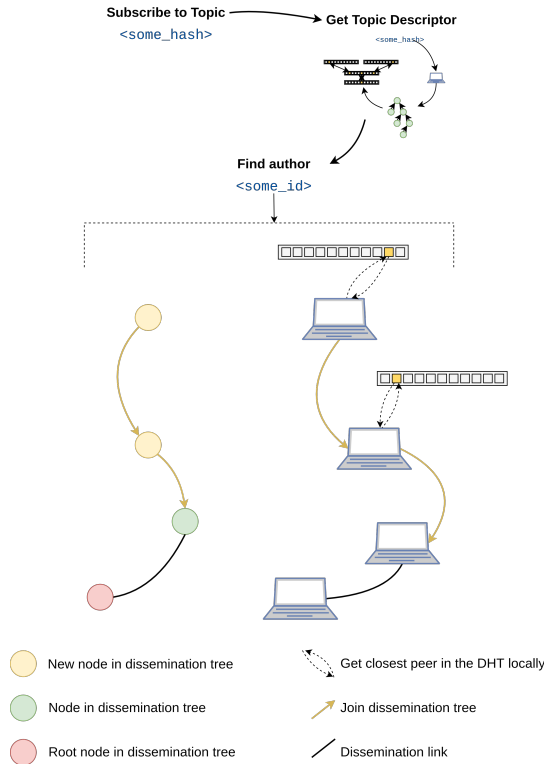 Subscribe to Topic
<some_hash>
Get Topic Descriptor
<some_hash>
Find author
<some_id>
New node in dissemination tree
Get closest peer in the DHT locally
Node in dissemination tree
Join dissemination tree
Root node in dissemination tree
Dissemination link